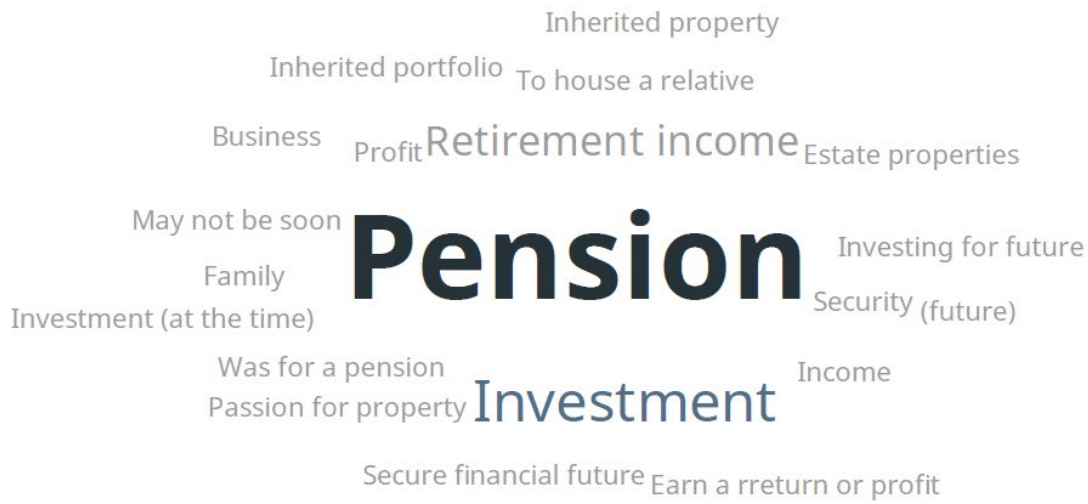 Inherited property
Inherited portfolio
To house a relative
Business
Profit
Retirement income
Estate properties
May not be soon
Pension
Investing for future
Family
Security
(future)
Investment (at the time)
Was for a pension
Income
Passion for property
Investment
Secure financial future
Earn a rreturn or profit